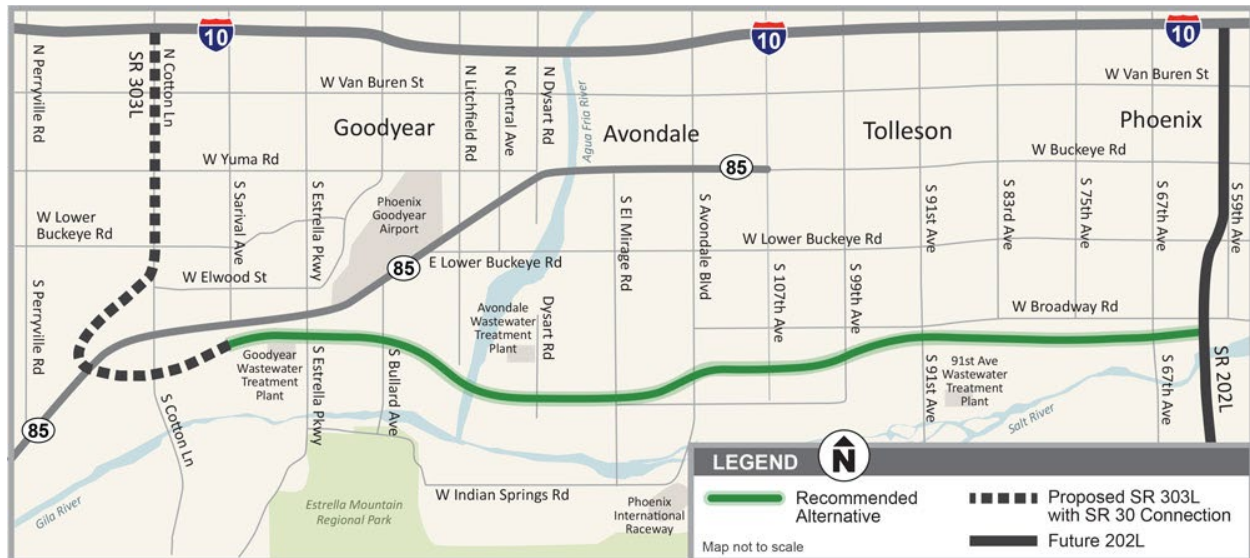 10
10
10
N Perryville Rd
SR 303L
N Cotton Ln
N Litchfield Rd
N Central Ave
N Dysart Rd
Agua Fria River
W Van Buren St
W Van Buren St
Goodyear
Avondale
Tolleson
Phoenix
W Yuma Rd
85
W Buckeye Rd
S Sarival Ave
S Estrella Pkwy
Phoenix
Goodyear
Airport
S El Mirage Rd
S Avondale Blvd
S 91st Ave
S 83rd Ave
S 75th Ave
S 67th Ave
S 59th Ave
W Lower
Buckeye Rd
W Lower Buckeye Rd
E Lower Buckeye Rd
85
W Elwood St
S 107th Ave
S 99th Ave
S Perryville Rd
Avondale
Wastewater
Treatment
Plant
Dysart Rd
W Broadway Rd
Goodyear
Wastewater
Treatment
Plant
S Estrella Pkwy
S Bullard Ave
S 91st Ave
91st Ave
Wastewater
Treatment
Plant
S 67th Ave
SR 202L
S Cotton Ln
85
Salt River
Gila River
Estrella Mountain
Regional Park
W Indian Springs Rd
Phoenix
International
Raceway
LEGEND
N
Recommended
Alternative
Proposed SR 303L
with SR 30 Connection
Future 202L
Map not to scale